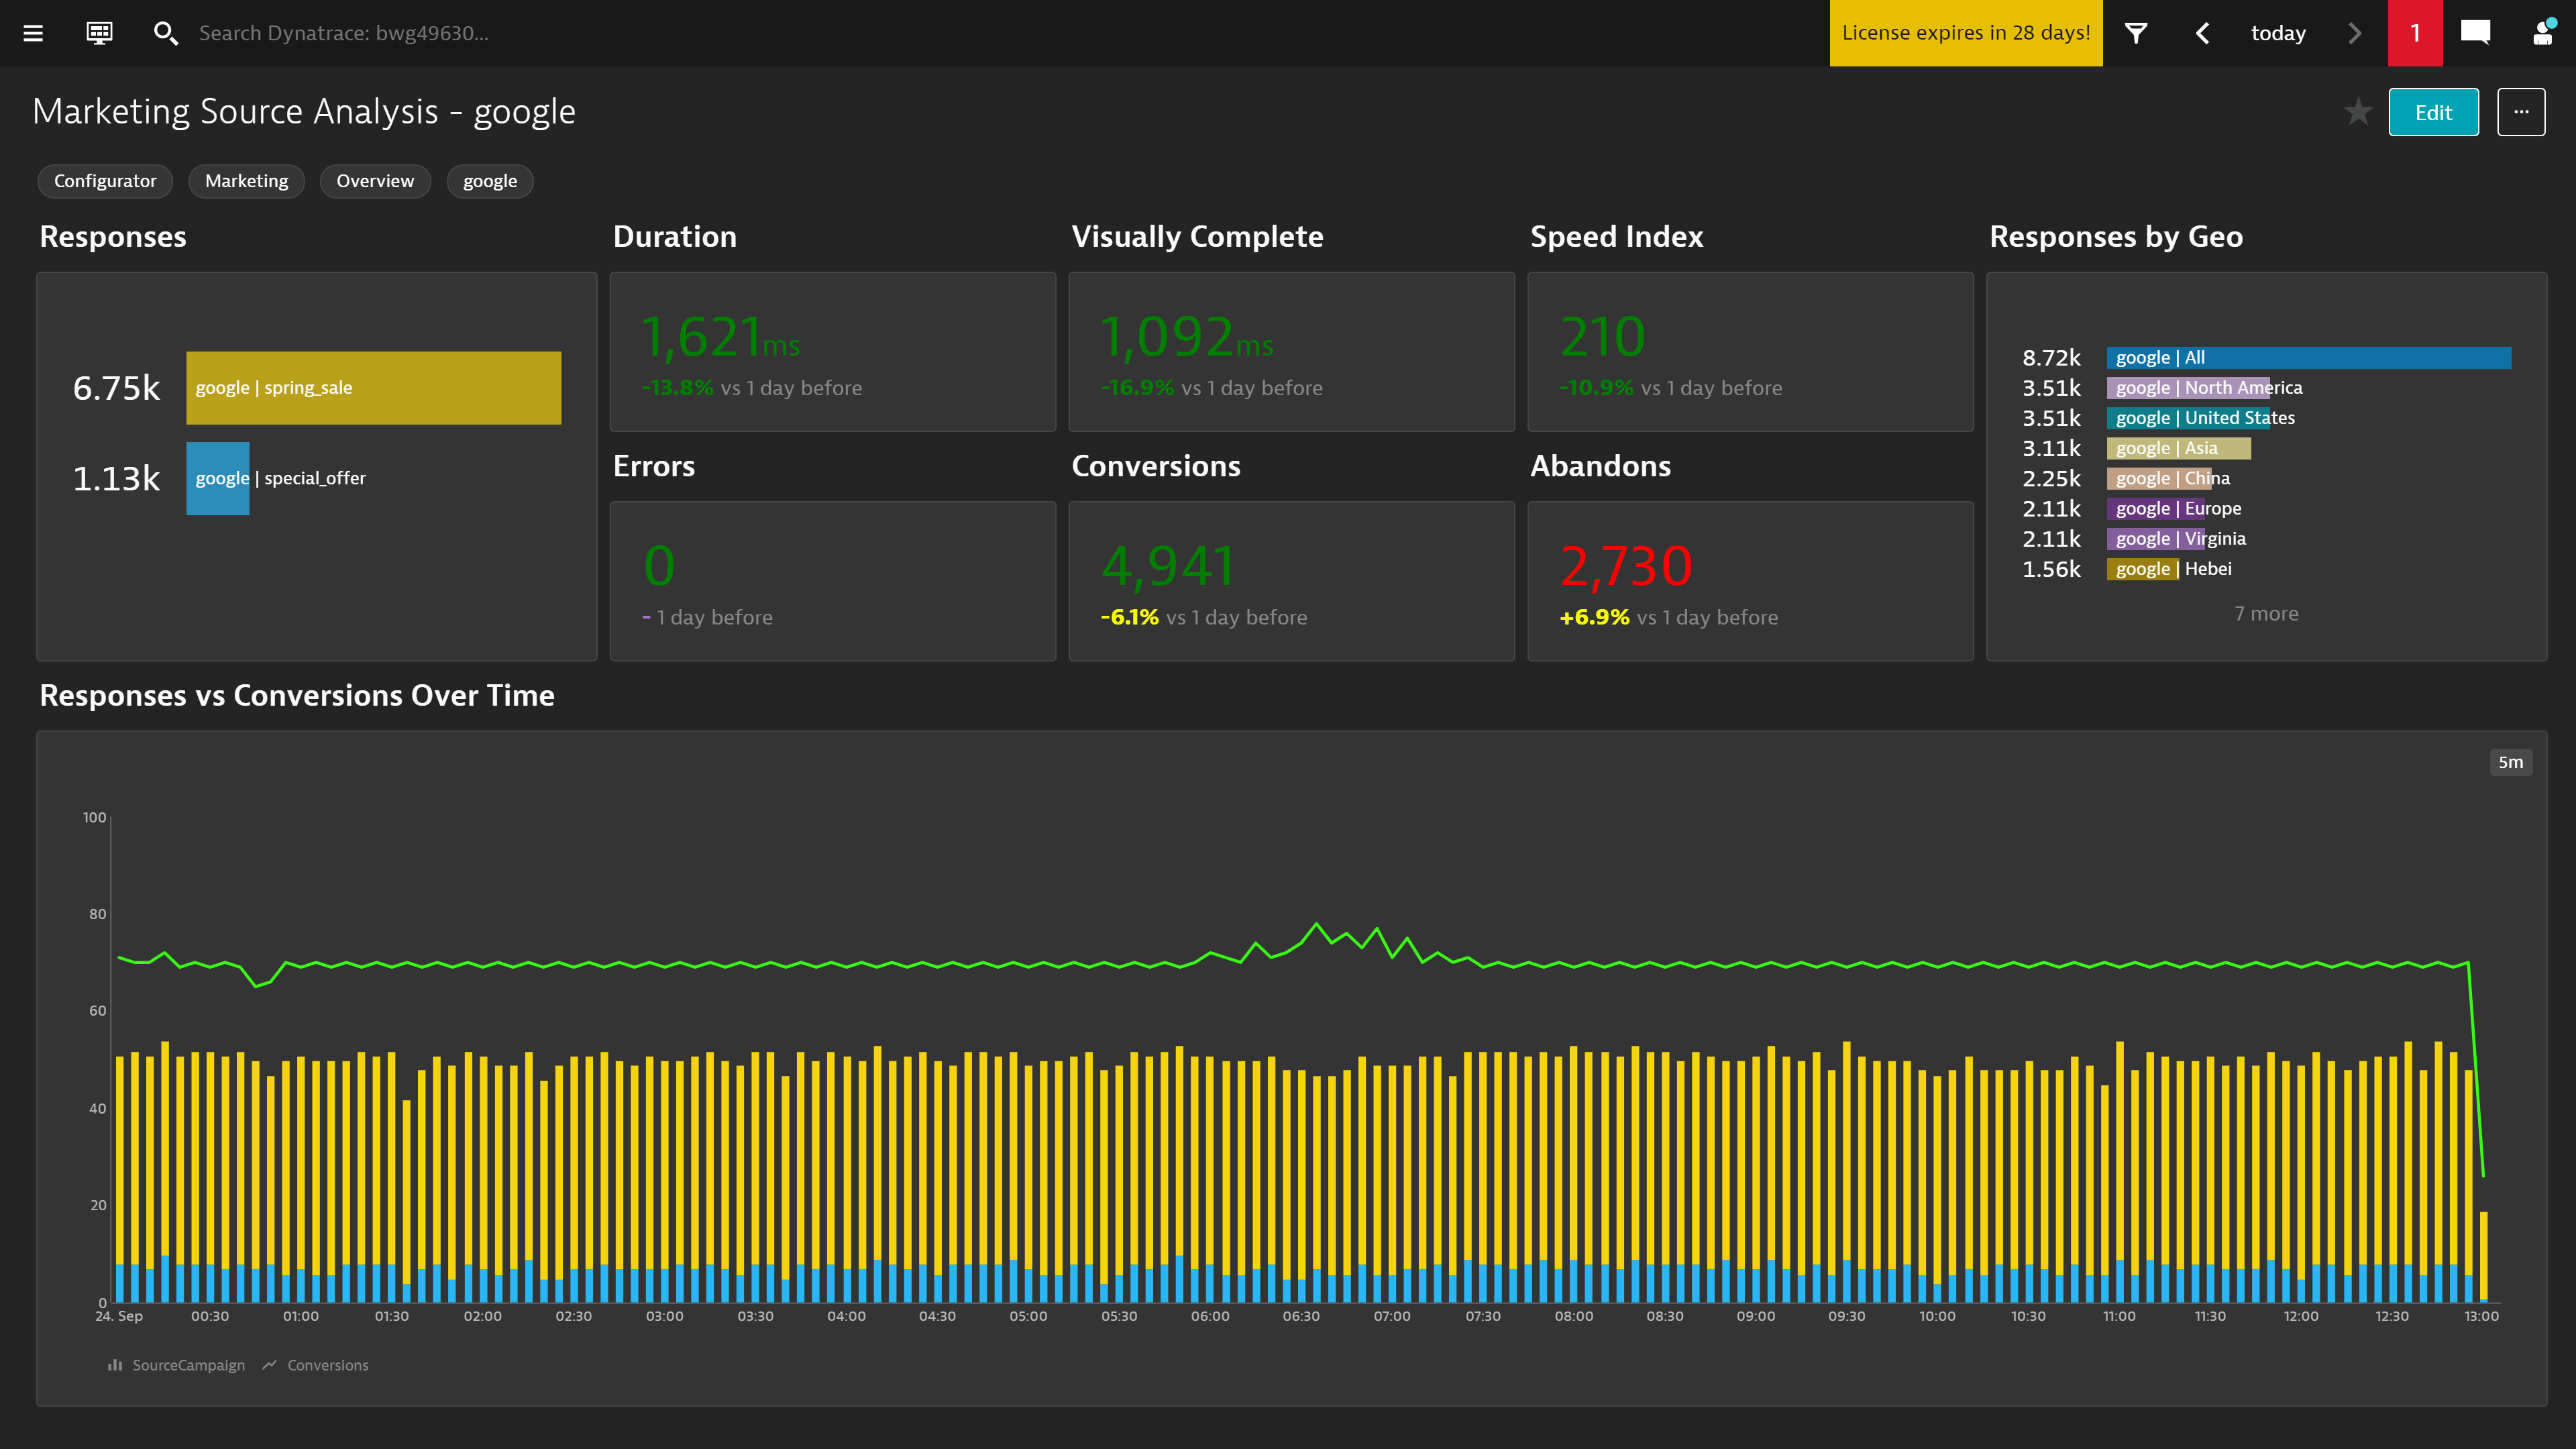 Search Dynatrace: bwg49630...
License expires in 28 days!
today
1
Marketing Source Analysis - google
Edit
...
Configurator
Marketing
Overview
google
Responses
6.75k google | spring_sale
1.13k google | special_offer
Duration
1,621ms
-13.8% vs 1 day before
Visually Complete
1,092ms
-16.9% vs 1 day before
Speed Index
210
-10.9% vs 1 day before
Errors
0
- 1 day before
Conversions
4,941
-6.1% vs 1 day before
Abandons
2,730
+6.9% vs 1 day before
Responses by Geo
8.72k google | All
3.51k google | North America
3.51k google | United States
3.11k google | Asia
2.25k google | China
2.11k google | Europe
2.11k google | Virginia
1.56k google | Hebei
7 more
Responses vs Conversions Over Time
5m
100
80
60
40
20
0
24. Sep 00:30 01:00 01:30 02:00 02:30 03:00 03:30 04:00 04:30 05:00 05:30 06:00 06:30 07:00 07:30 08:00 08:30 09:00 09:30 10:00 10:30 11:00 11:30 12:00 12:30 13:00
SourceCampaign Conversions